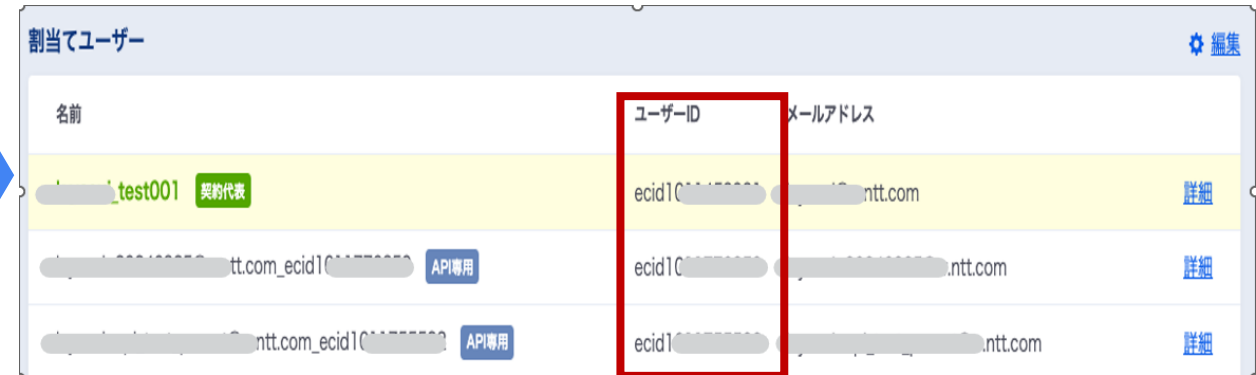 割当てユーザー 編集
名前 ユーザーID メールアドレス
_test001 契約代表 ecid10 ntt.com 詳細
tt.com_ecid10 API専用 ecid10 .ntt.com 詳細
ntt.com_ecid10 API専用 ecid1 .ntt.com 詳細